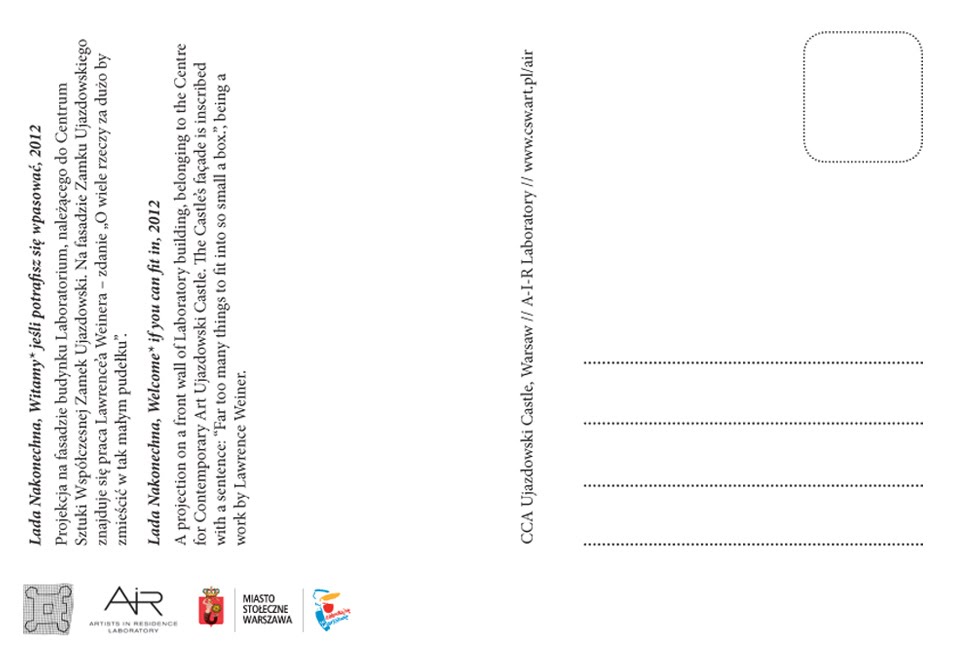 Lada Nakonechna, Witamy* jeśli potrafisz się wpasować, 2012
Projekcja na fasadzie budynku Laboratorium, należącego do Centrum
Sztuki Współczesnej Zamek Ujazdowski. Na fasadzie Zamku Ujazdowskiego
znajduje się praca Lawrence'a Weinera – zdanie „O wiele rzeczy za dużo by
zmieścić w tak małym pudełku”.
Lada Nakonechna, Welcome* if you can fit in, 2012
A projection on a front wall of Laboratory building, belonging to the Centre
for Contemporary Art Ujazdowski Castle. The Castle's façade is inscribed
with a sentence: “Far too many things to fit into so small a box.”, being a
work by Lawrence Weiner.
CCA Ujazdowski Castle, Warsaw // A-I-R Laboratory // www.csw.art.pl/air
AiR
ARTISTS IN RESIDENCE
LABORATORY
MIASTO
STOŁECZNE
WARSZAWA